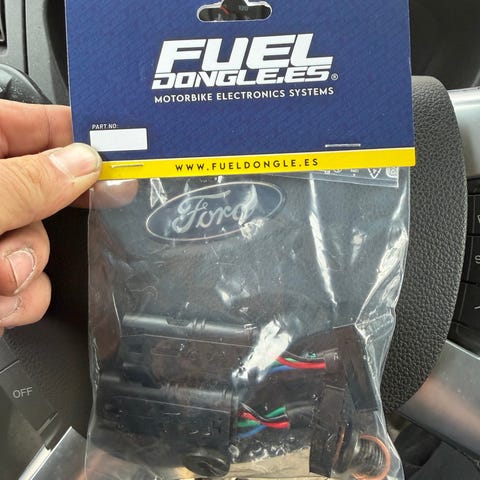 FUEL
DONGLE.ES®
MOTORBIKE ELECTRONICS SYSTEMS
PART NO:
WWW.FUELDONGLE.ES
Ford
OFF